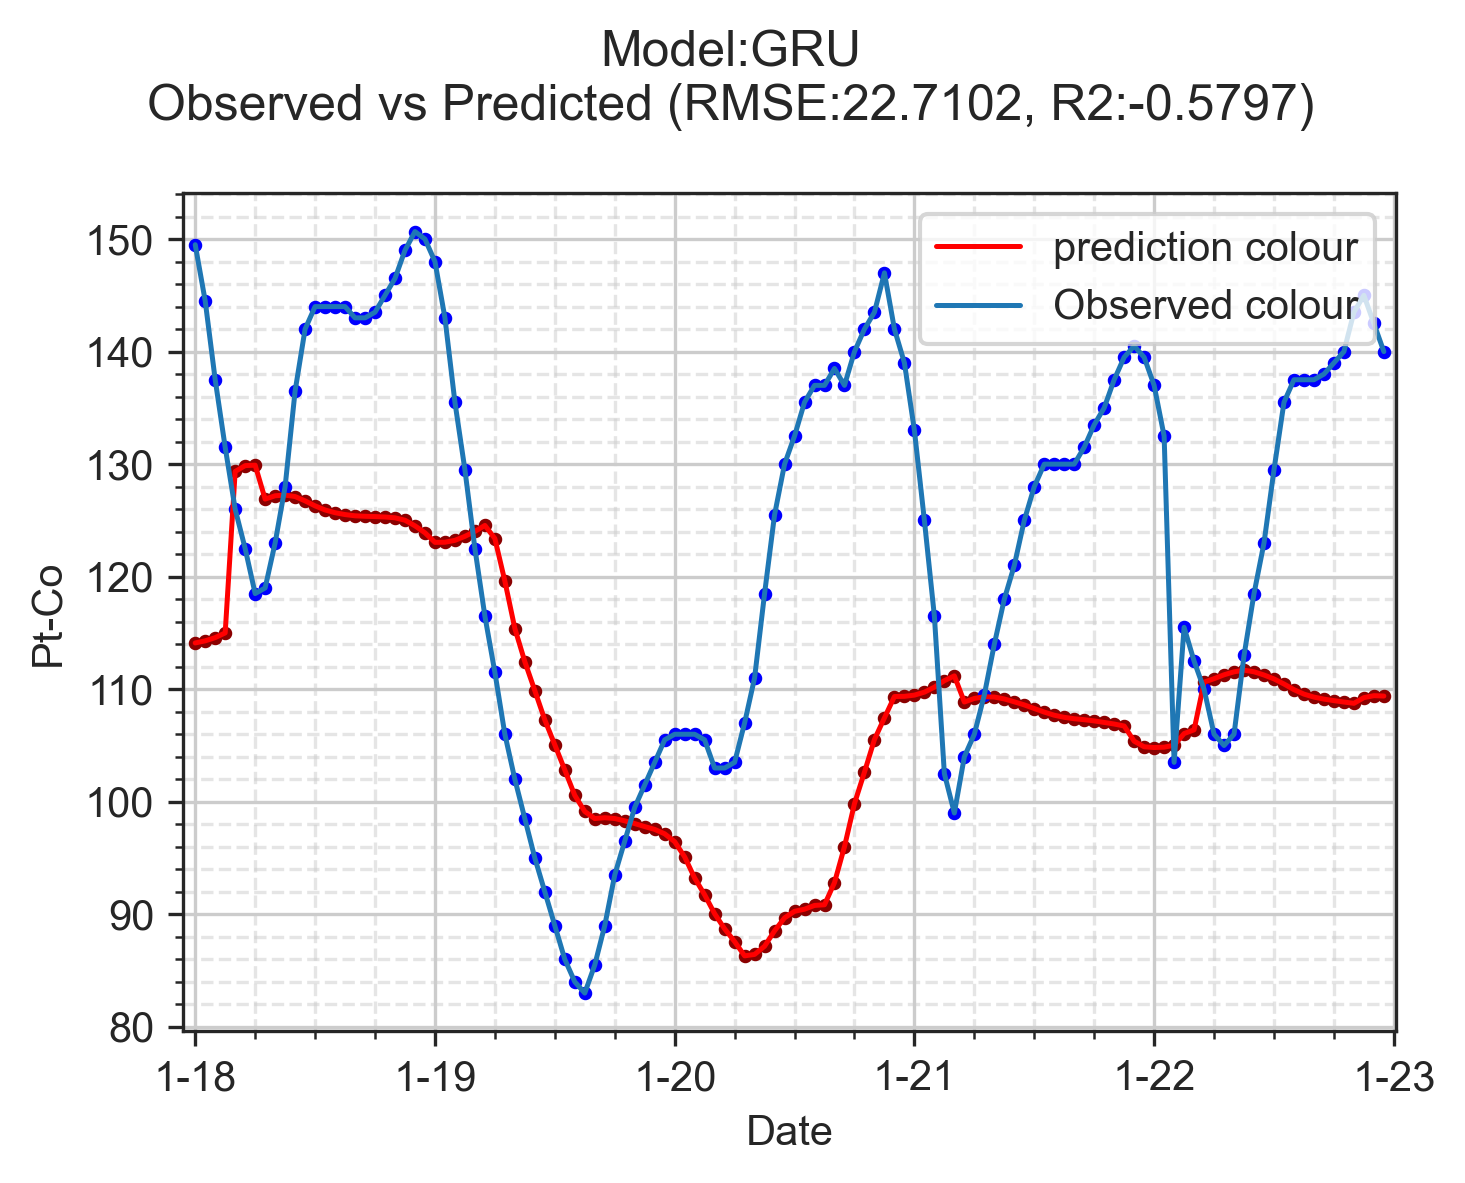 Model:GRU
Observed vs Predicted (RMSE:22.7102, R2:-0.5797)
prediction colour
Observed colour
150
140
130
120
110
100
90
80
Pt-Co
1-18 1-19 1-20 1-21 1-22 1-23
Date